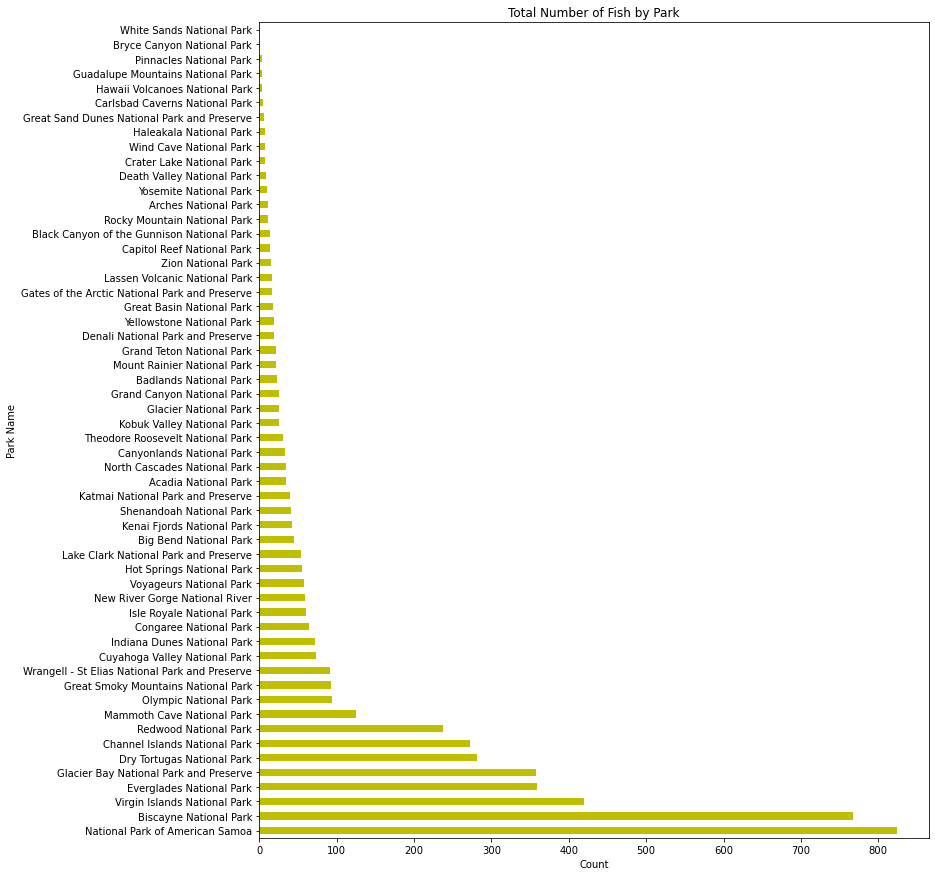 Total Number of Fish by Park
White Sands National Park
Bryce Canyon National Park
Pinnacles National Park
Guadalupe Mountains National Park
Hawaii Volcanoes National Park
Carlsbad Caverns National Park
Great Sand Dunes National Park and Preserve
Haleakala National Park
Wind Cave National Park
Crater Lake National Park
Death Valley National Park
Yosemite National Park
Arches National Park
Rocky Mountain National Park
Black Canyon of the Gunnison National Park
Capitol Reef National Park
Zion National Park
Lassen Volcanic National Park
Gates of the Arctic National Park and Preserve
Great Basin National Park
Yellowstone National Park
Denali National Park and Preserve
Grand Teton National Park
Mount Rainier National Park
Badlands National Park
Grand Canyon National Park
Glacier National Park
Kobuk Valley National Park
Theodore Roosevelt National Park
Canyonlands National Park
North Cascades National Park
Acadia National Park
Katmai National Park and Preserve
Shenandoah National Park
Kenai Fjords National Park
Big Bend National Park
Lake Clark National Park and Preserve
Hot Springs National Park
Voyageurs National Park
New River Gorge National River
Isle Royale National Park
Congaree National Park
Indiana Dunes National Park
Cuyahoga Valley National Park
Wrangell - St Elias National Park and Preserve
Great Smoky Mountains National Park
Olympic National Park
Mammoth Cave National Park
Redwood National Park
Channel Islands National Park
Dry Tortugas National Park
Glacier Bay National Park and Preserve
Everglades National Park
Virgin Islands National Park
Biscayne National Park
National Park of American Samoa
Park Name
0 100 200 300 400 500 600 700 800
Count